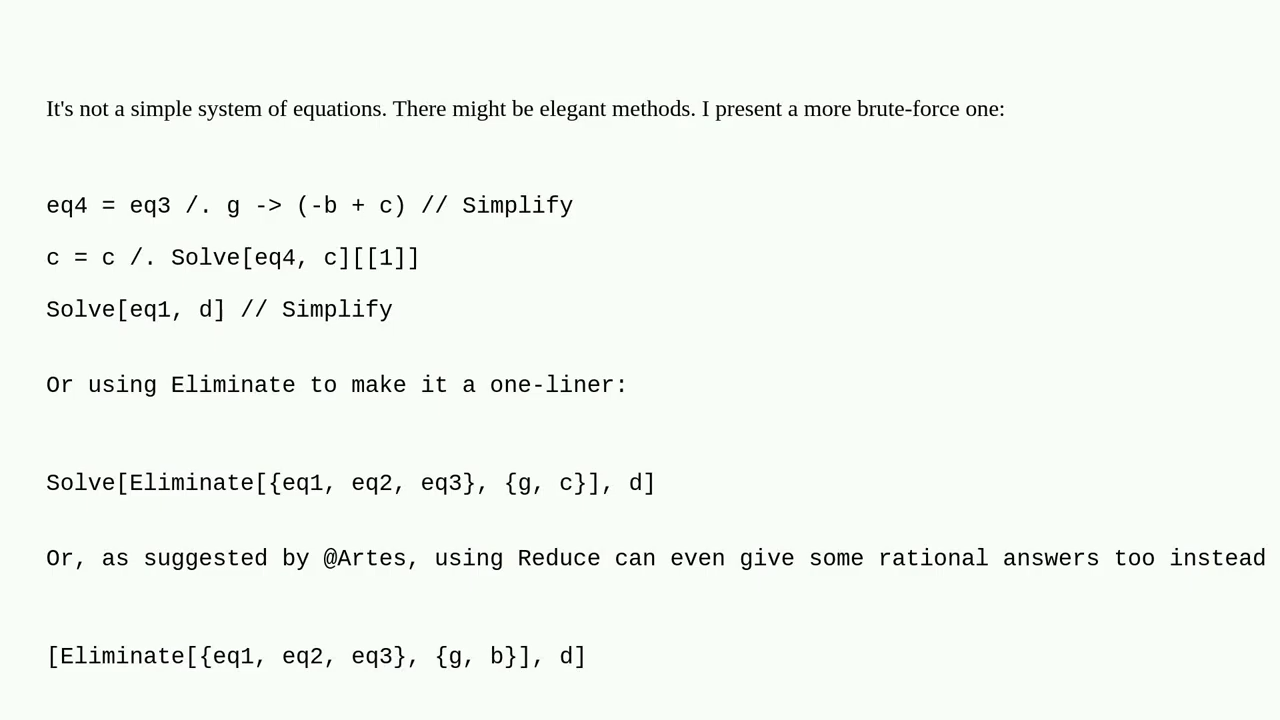 It's not a simple system of equations. There might be elegant methods. I present a more brute-force one:
eq4 = eq3 /. g -> (-b + c) // Simplify
c = c /. Solve[eq4, c][[1]]
Solve[eq1, d] // Simplify
Or using Eliminate to make it a one-liner:
Solve[Eliminate[{eq1, eq2, eq3}, {g, c}], d]
Or, as suggested by @Artes, using Reduce can even give some rational answers too instead
[Eliminate[{eq1, eq2, eq3}, {g, b}], d]